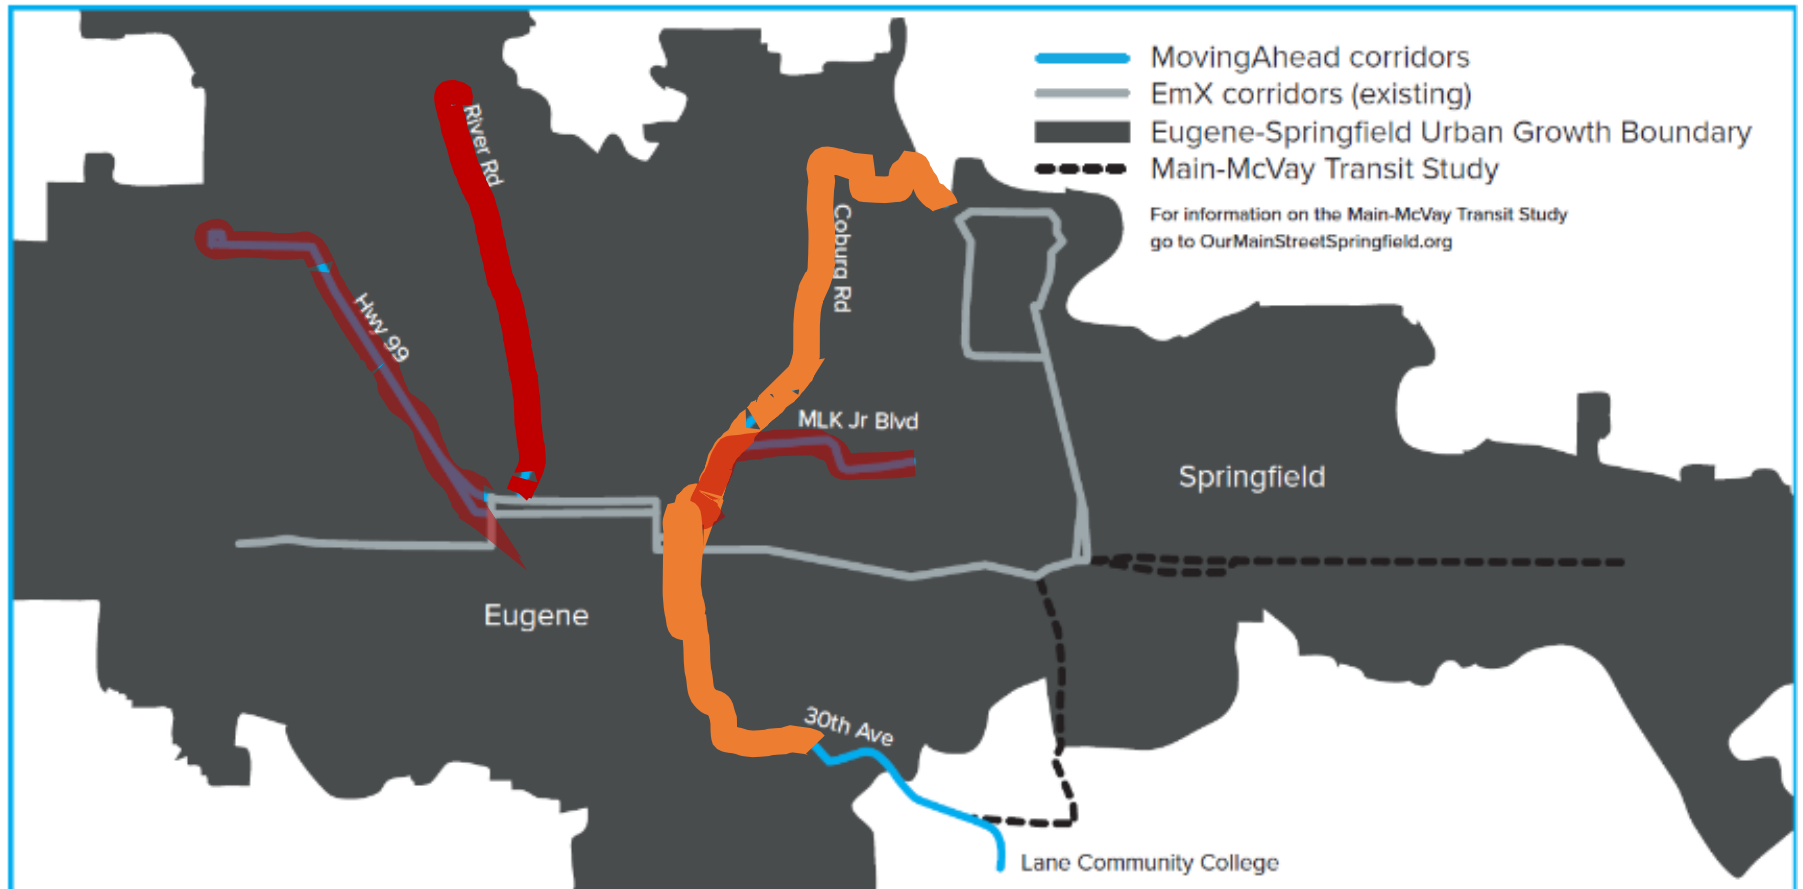 MovingAhead corridors
EmX corridors (existing)
Eugene-Springfield Urban Growth Boundary
Main-McVay Transit Study
For information on the Main-McVay Transit Study
go to OurMainStreetSpringfield.org
River Rd
Coburg Rd
Hwy 99
MLK Jr Blvd
Springfield
Eugene
30th Ave
Lane Community College